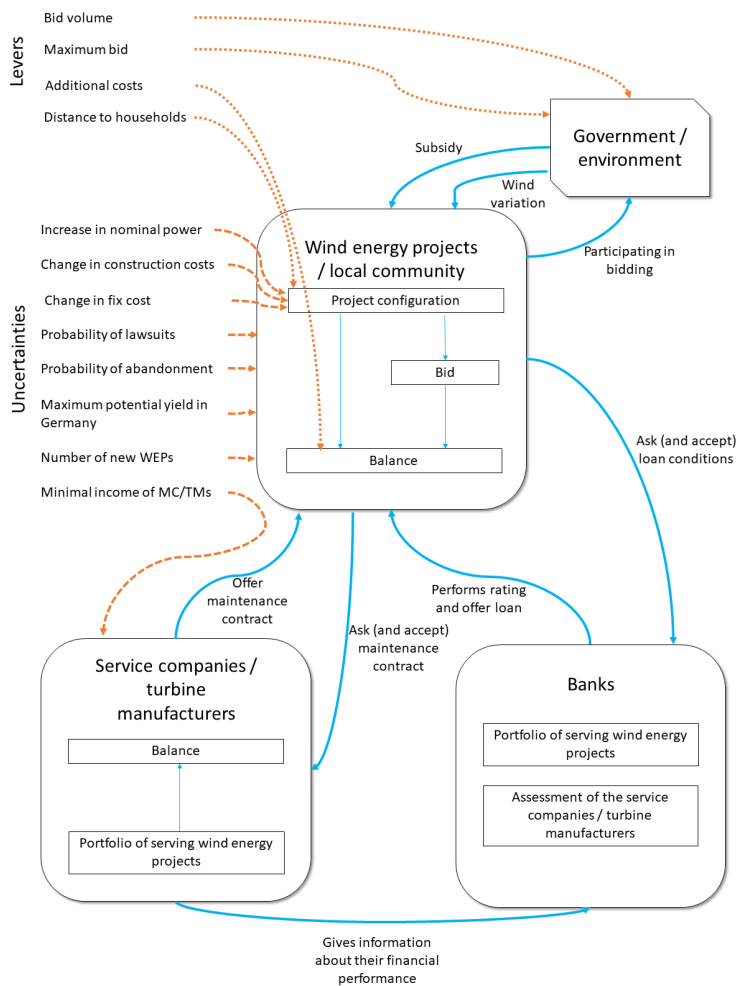 Levers
Bid volume
Maximum bid
Additional costs
Distance to households
Government /
environment
Subsidy
Wind
variation
Participating in
bidding
Uncertainties
Increase in nominal power
Change in construction costs
Change in fix cost
Probability of lawsuits
Probability of abandonment
Maximum potential yield in
Germany
Number of new WEPs
Minimal income of MC/TMs
Wind energy projects
/ local community
Project configuration
Bid
Balance
Ask (and accept)
loan conditions
Offer
maintenance
contract
Performs rating
and offer loan
Ask (and accept)
maintenance
contract
Service companies /
turbine
manufacturers
Balance
Portfolio of serving wind energy
projects
Banks
Portfolio of serving wind energy
projects
Assessment of the service
companies / turbine
manufacturers
Gives information
about their financial
performance